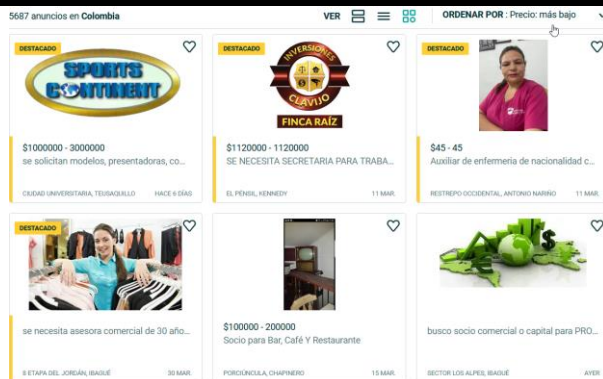 5687 anuncios en Colombia
VER
ORDENAR POR : Precio: más bajo
DESTACADO
SPORTS
CONTINENT
$1000000 - 3000000
se solicitan modelos, presentadoras, co...
CIUDAD UNIVERSITARIA, TEUSAQUILLO HACE 6 DÍAS
DESTACADO
INVERSIONES
CLAVIJO
FINCA RAÍZ
$1120000 - 1120000
SE NECESITA SECRETARIA PARA TRABA...
EL PÉNSIL, KENNEDY 11 MAR.
DESTACADO
$45 - 45
Auxiliar de enfermeria de nacionalidad c...
RESTREPO OCCIDENTAL, ANTONIO NARIÑO 11 MAR.
DESTACADO
se necesita asesora comercial de 30 año...
II ETAPA DEL JORDÁN, IBAGUÉ 30 MAR.
$100000 - 200000
Socio para Bar, Café Y Restaurante
PORCIÚNCULA, CHAPINERO 15 MAR.
busco socio comercial o capital para PRO...
SECTOR LOS ALPES, IBAGUÉ AYER